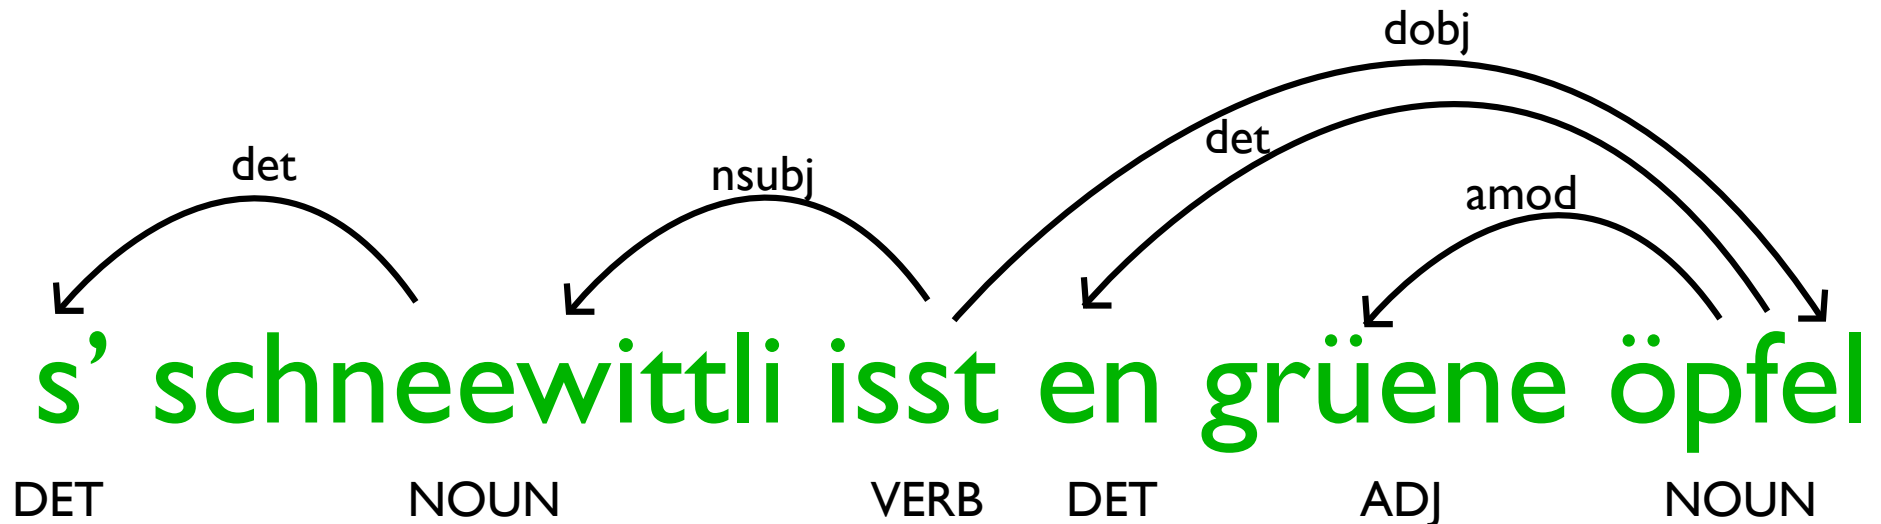 dobj
det
det nsubj
amod
s’ schneewittli isst en grüene öpfel
DET NOUN VERB DET ADJ NOUN